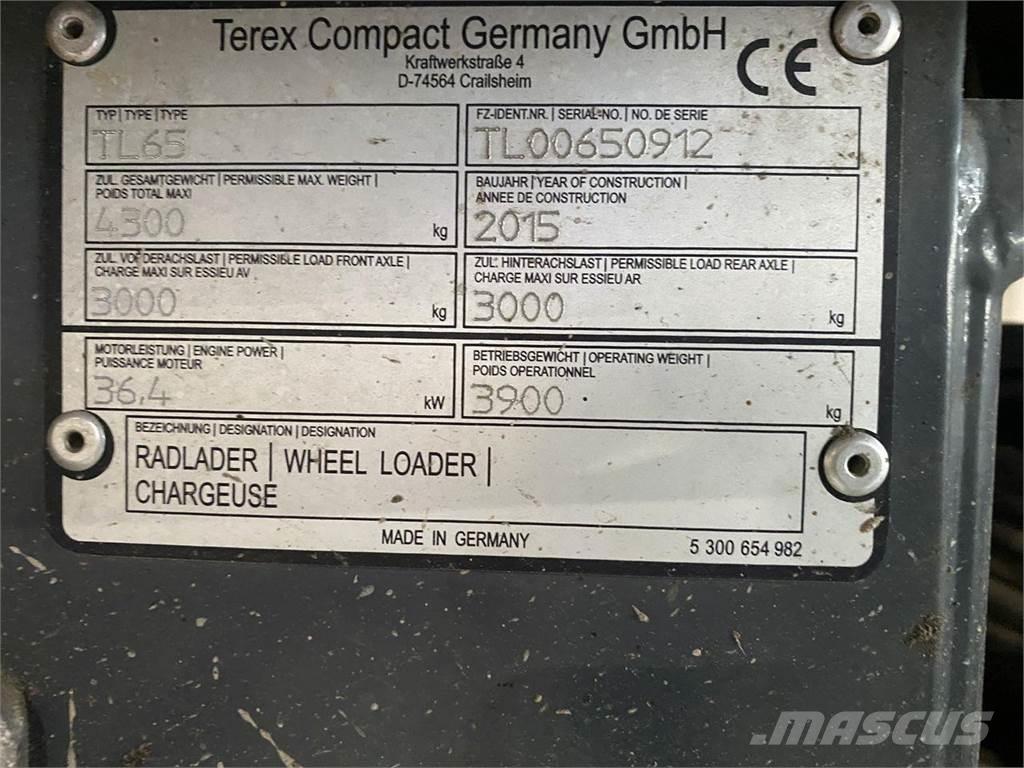 Terex Compact Germany GmbH
Kraftwerkstraße 4
D-74564 Crailsheim
CE
TYP | TYPE | TYPE
TL65
FZ-IDENT.NR. | SERIAL-NO. | NO. DE SERIE
TL00650912
ZUL. GESAMTGEWICHT | PERMISSIBLE MAX. WEIGHT |
POIDS TOTAL MAXI
4300
kg
BAUJAHR | YEAR OF CONSTRUCTION |
ANNEE DE CONSTRUCTION
2015
ZUL. VORDERACHSLAST | PERMISSIBLE LOAD FRONT AXLE |
CHARGE MAXI SUR ESSIEU AV
3000
kg
ZUL. HINTERACHSLAST | PERMISSIBLE LOAD REAR AXLE |
CHARGE MAXI SUR ESSIEU AR
3000
kg
MOTORLEISTUNG | ENGINE POWER |
PUISSANCE MOTEUR
36,4
kW
BETRIEBSGEWICHT | OPERATING WEIGHT |
POIDS OPERATIONNEL
3900
kg
BEZEICHNUNG | DESIGNATION | DESIGNATION
RADLADER | WHEEL LOADER |
CHARGEUSE
MADE IN GERMANY
5 300 654 982
MASCUS